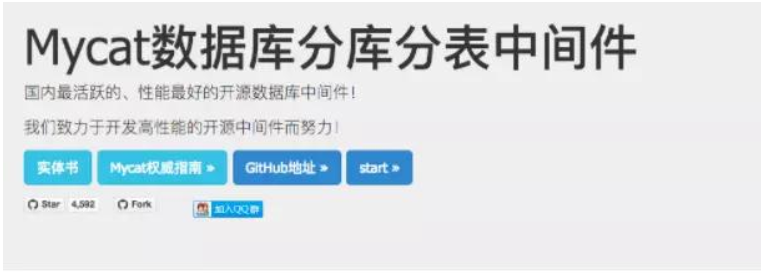 Mycat数据库分库分表中间件
国内最活跃的、性能最好的开源数据库中间件！
我们致力于开发高性能的开源中间件而努力！
实体书 Mycat权威指南 » GitHub地址 » start »
Star 4,592 Fork 加入QQ群